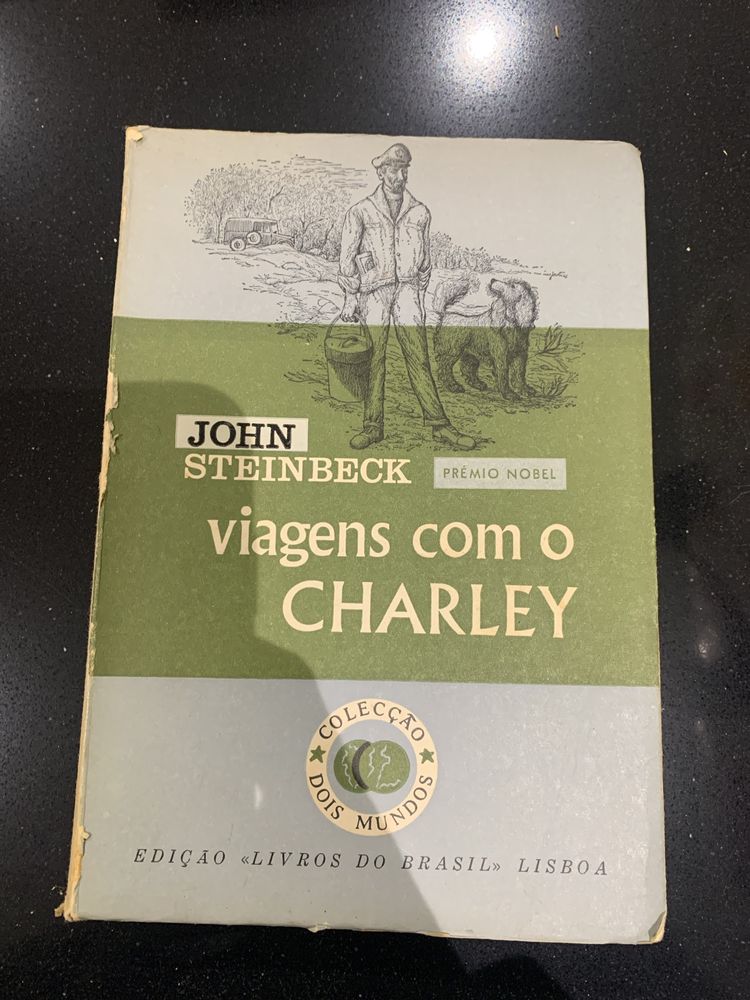 JOHN
STEINBECK PRÉMIO NOBEL
viagens com o
CHARLEY
COLECÇÃO
DOIS MUNDOS
EDIÇÃO «LIVROS DO BRASIL» LISBOA